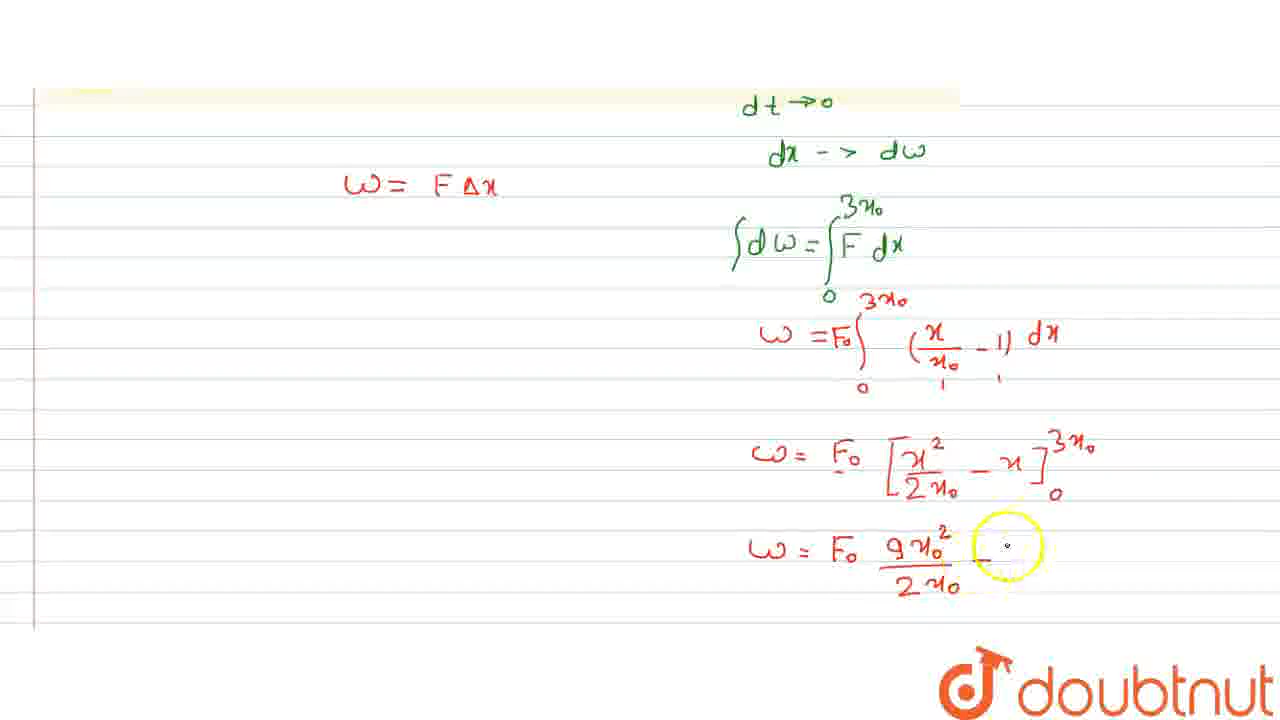 dt → 0
dx -> dω
ω = F Δx
∫dω = ∫₀^{3x₀} F dx
ω = F₀ ∫₀^{3x₀} (x/x₀ - 1) dx
ω = F₀ [x²/2x₀ - x]₀^{3x₀}
ω = F₀ 9x₀²/2x₀ -
doubtnut